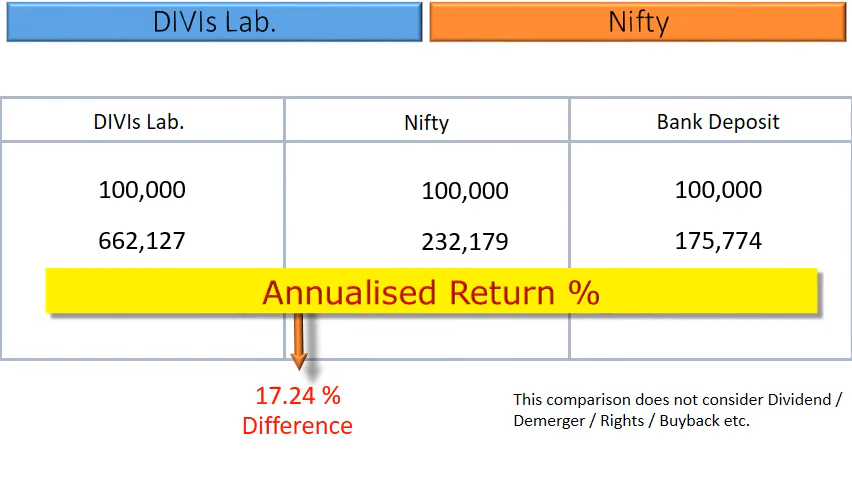 DIVIs Lab. Nifty
DIVIs Lab. Nifty Bank Deposit
100,000 100,000 100,000
662,127 232,179 175,774
Annualised Return %
17.24 %
Difference
This comparison does not consider Dividend /
Demerger / Rights / Buyback etc.